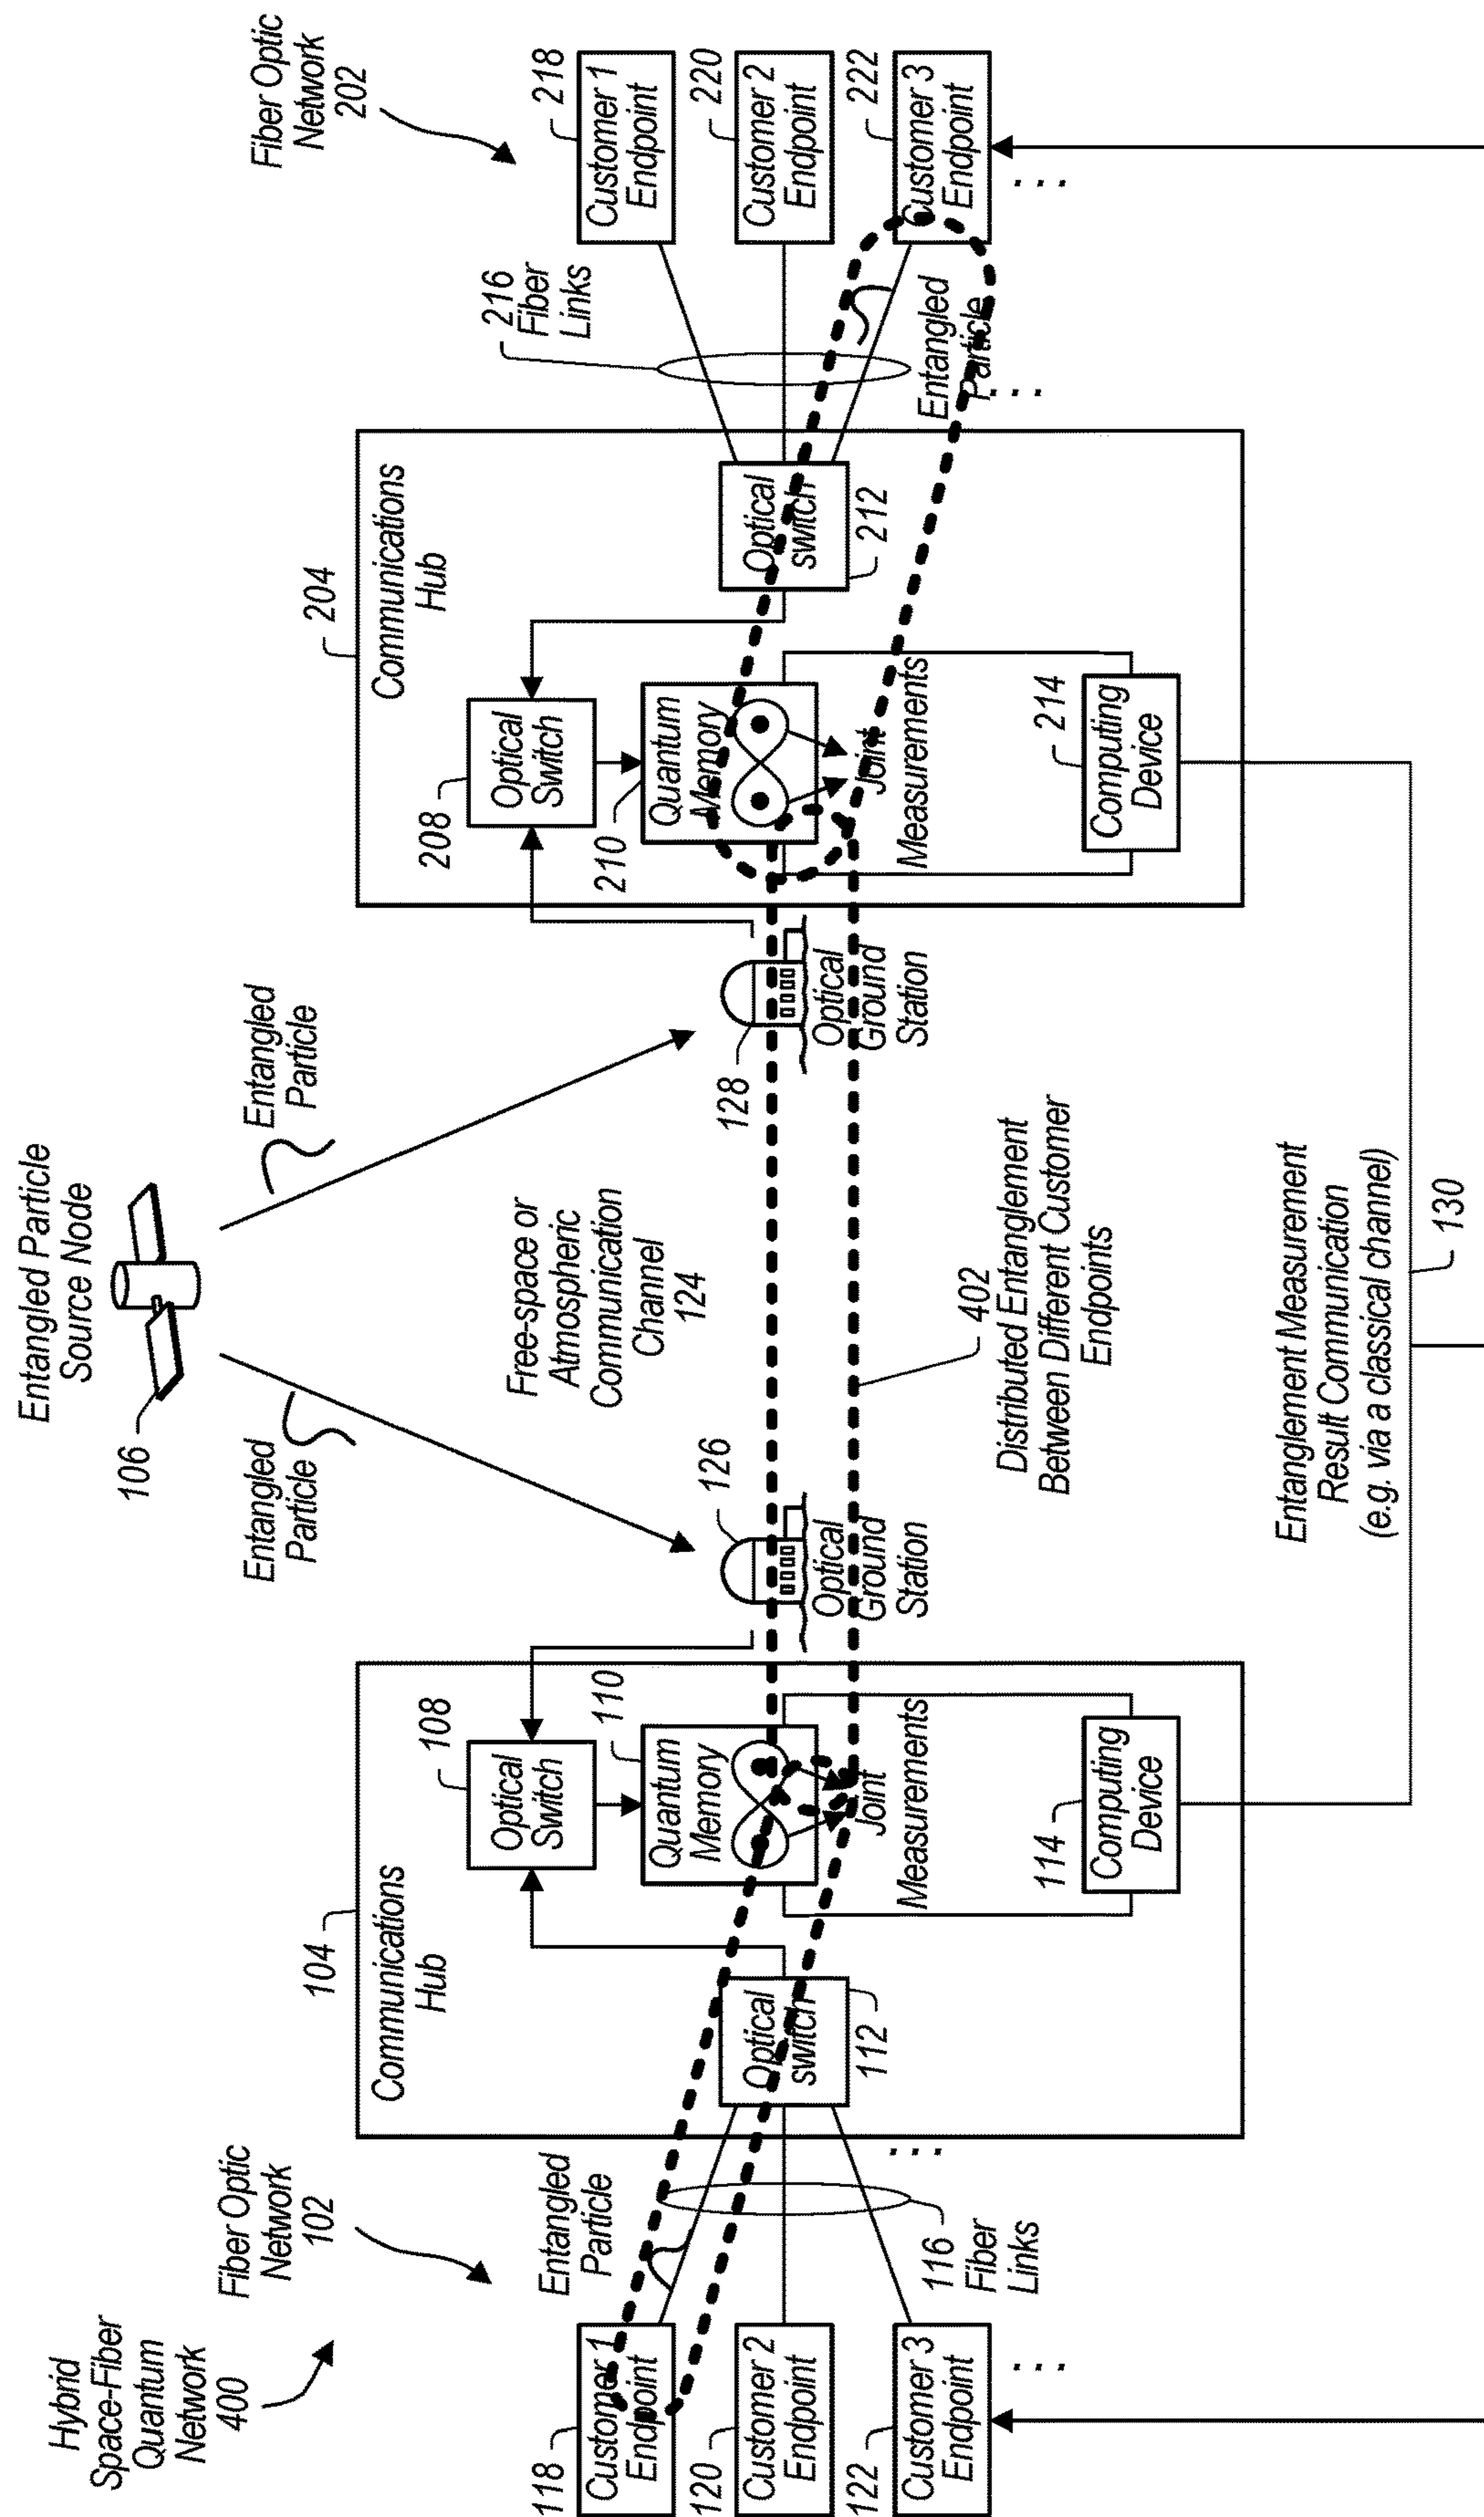 Hybrid
Space-Fiber
Quantum
Network
400
Fiber Optic
Network
102
118
Customer 1
Endpoint
120
Customer 2
Endpoint
122
Customer 3
Endpoint
. . .
Entangled
Particle
116
Fiber
Links
. . .
104
Communications
Hub
108
Optical
Switch
110
Quantum
Memory
Optical
switch
112
Joint
Measurements
114
Computing
Device
Entangled Particle
Source Node
106
Entangled
Particle
Entangled
Particle
Free-space or
Atmospheric
Communication
Channel
124
126
Optical
Ground
Station
128
Optical
Ground
Station
402
Distributed Entanglement
Between Different Customer
Endpoints
Entanglement Measurement
Result Communication
(e.g. via a classical channel)
130
204
Communications
Hub
208
Optical
Switch
210
Quantum
Memory
Optical
switch
212
Joint
Measurements
214
Computing
Device
Fiber Optic
Network
202
216
Fiber
Links
Entangled
Particle
. . .
218
Customer 1
Endpoint
220
Customer 2
Endpoint
222
Customer 3
Endpoint
. . .